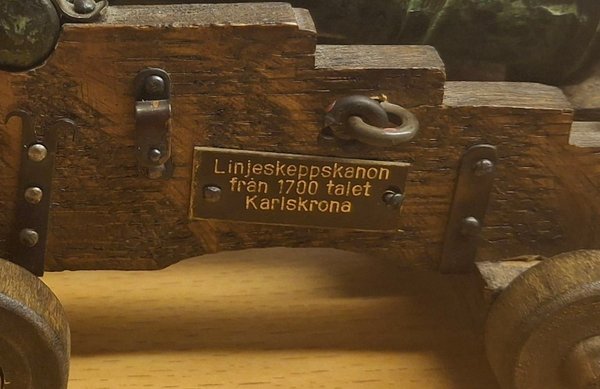 Linjeskeppskanon
från 1700 talet
Karlskrona